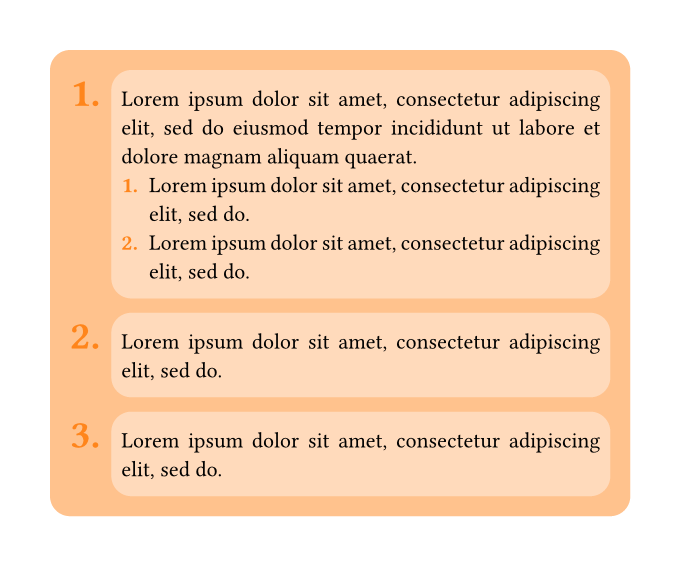 1. Lorem ipsum dolor sit amet, consectetur adipiscing
elit, sed do eiusmod tempor incididunt ut labore et
dolore magnam aliquam quaerat.
1. Lorem ipsum dolor sit amet, consectetur adipiscing
elit, sed do.
2. Lorem ipsum dolor sit amet, consectetur adipiscing
elit, sed do.
2. Lorem ipsum dolor sit amet, consectetur adipiscing
elit, sed do.
3. Lorem ipsum dolor sit amet, consectetur adipiscing
elit, sed do.